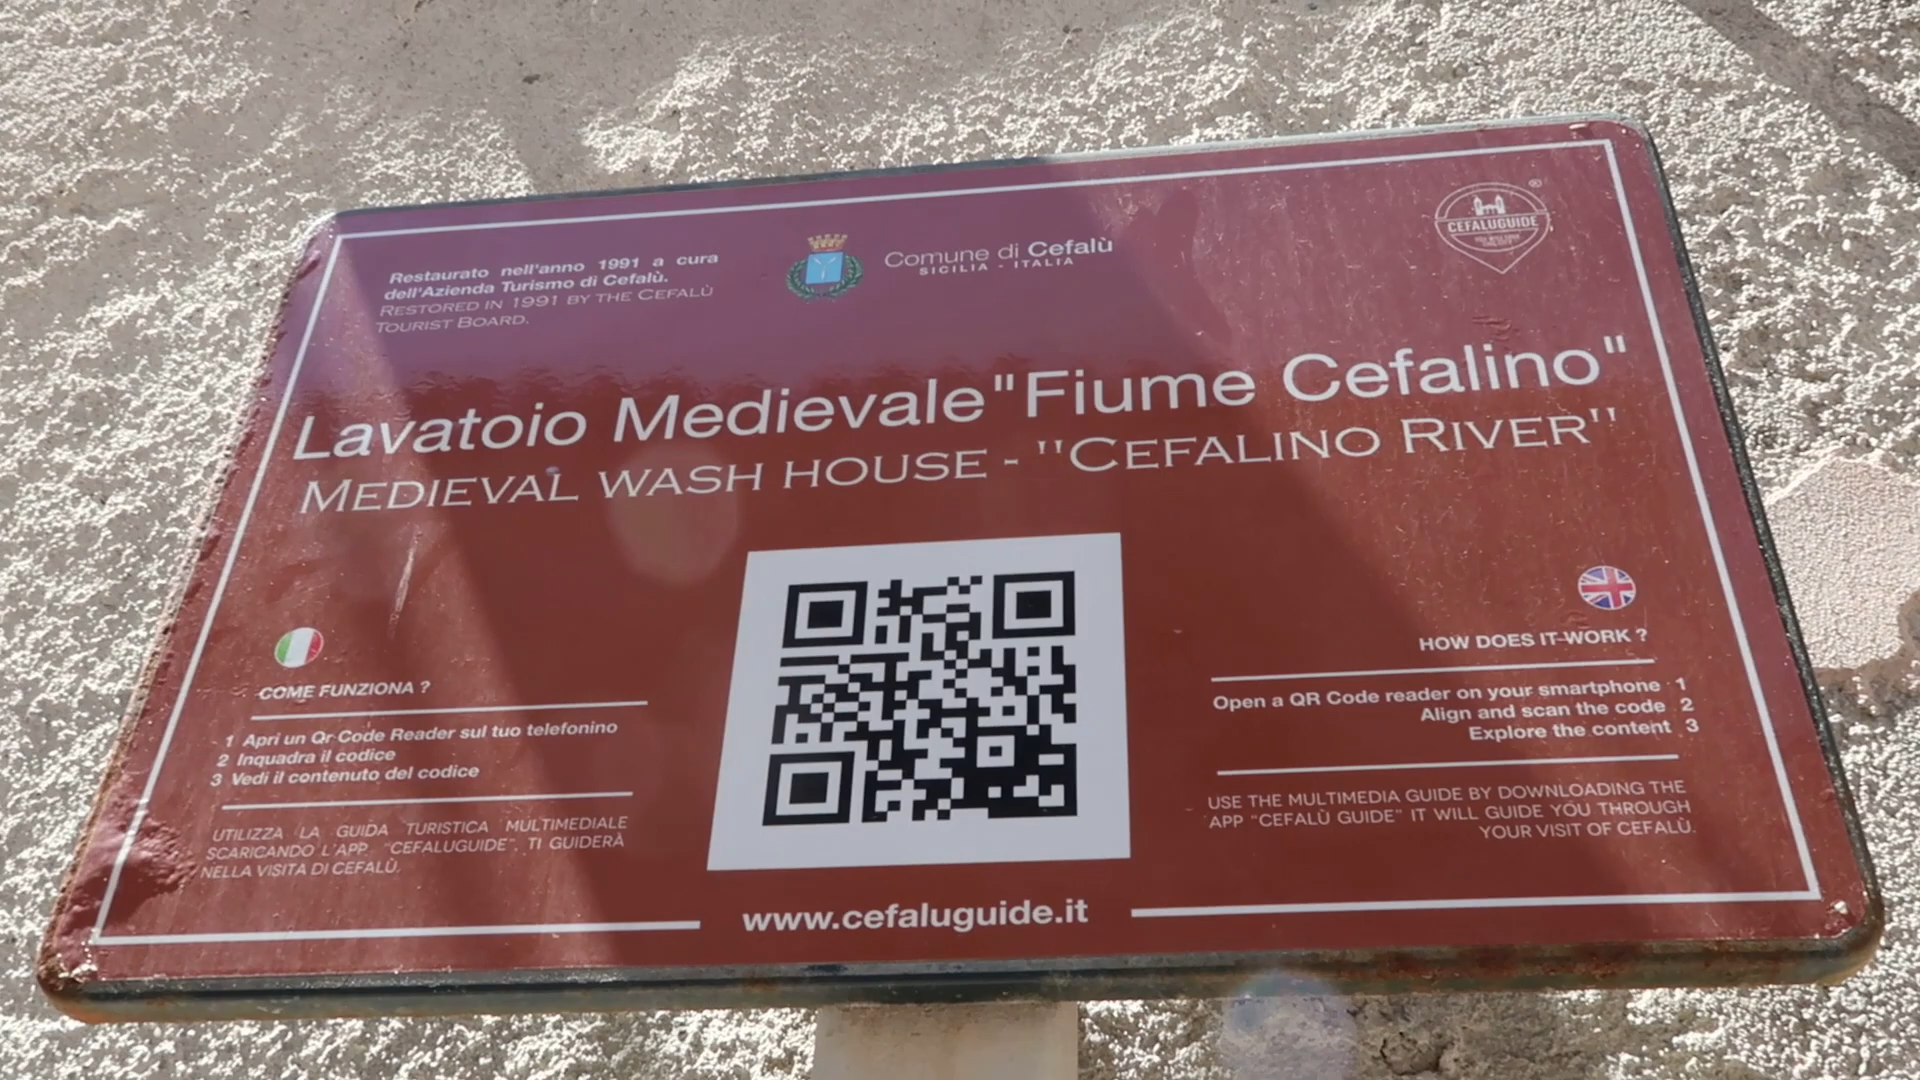 Restaurato nell'anno 1991 a cura
dell'Azienda Turismo di Cefalù.
RESTORED IN 1991 BY THE CEFALÙ
TOURIST BOARD.
Comune di Cefalù
SICILIA - ITALIA
CEFALUGUIDE
®
Lavatoio Medievale "Fiume Cefalino"
MEDIEVAL WASH HOUSE - "CEFALINO RIVER"
COME FUNZIONA ?
1 Apri un Qr Code Reader sul tuo telefonino
2 Inquadra il codice
3 Vedi il contenuto del codice
UTILIZZA LA GUIDA TURISTICA MULTIMEDIALE
SCARICANDO L'APP "CEFALUGUIDE", TI GUIDERÀ
NELLA VISITA DI CEFALÙ.
HOW DOES IT WORK ?
Open a QR Code reader on your smartphone 1
Align and scan the code 2
Explore the content 3
USE THE MULTIMEDIA GUIDE BY DOWNLOADING THE
APP "CEFALÙ GUIDE" IT WILL GUIDE YOU THROUGH
YOUR VISIT OF CEFALÙ.
www.cefaluguide.it